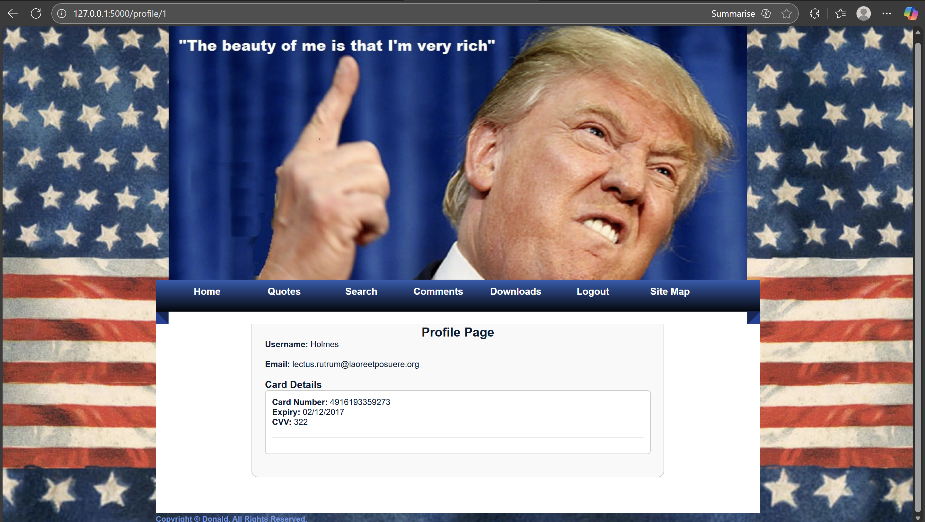 127.0.0.1:5000/profile/1
Summarise
"The beauty of me is that I'm very rich"
Home Quotes Search Comments Downloads Logout Site Map
Profile Page
Username: Holmes
Email: lectus.rutrum@laoreetposuere.org
Card Details
Card Number: 4916193359273
Expiry: 02/12/2017
CVV: 322
Copyright © Donald. All Rights Reserved.